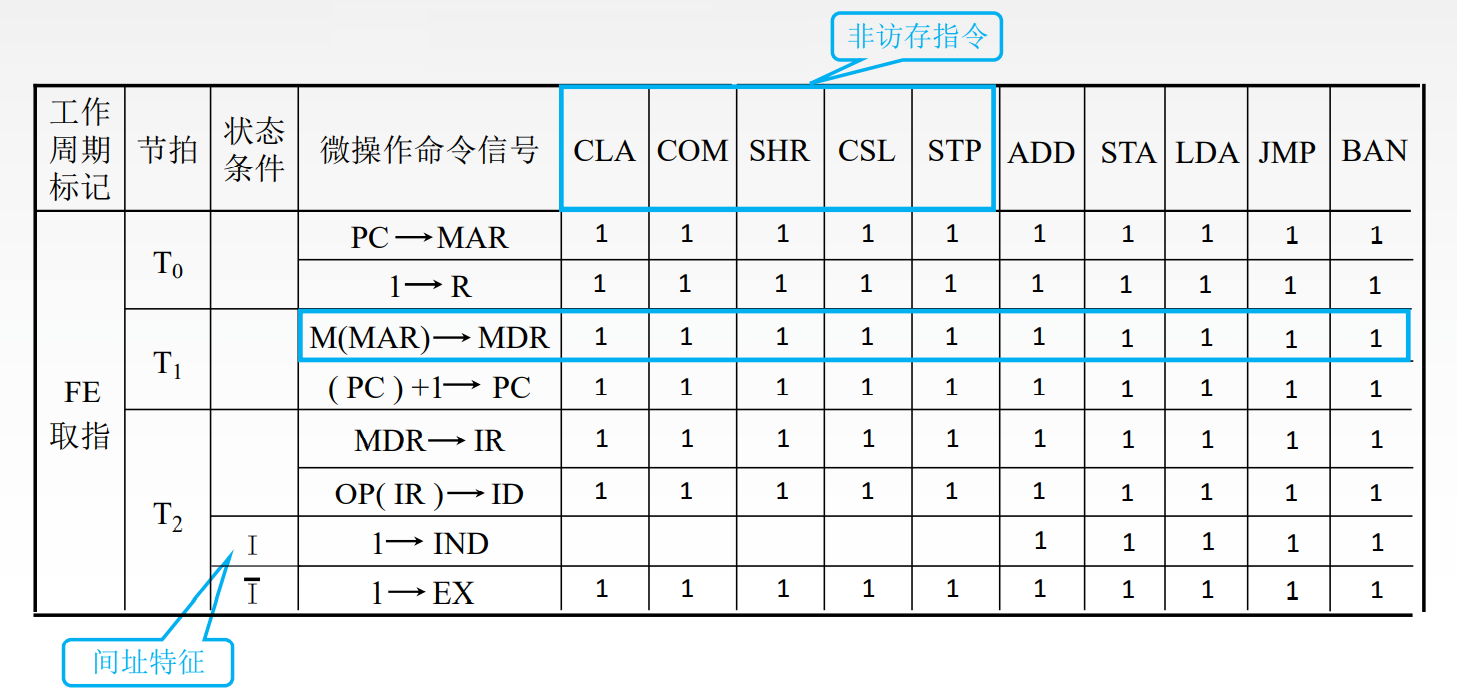 非访存指令
工作周期标记 节拍 状态条件 微操作命令信号 CLA COM SHR CSL STP ADD STA LDA JMP BAN
FE 取指 T0 PC→MAR 1 1 1 1 1 1 1 1 1 1
1→R 1 1 1 1 1 1 1 1 1 1
T1 M(MAR)→MDR 1 1 1 1 1 1 1 1 1 1
(PC)+1→PC 1 1 1 1 1 1 1 1 1 1
T2 MDR→IR 1 1 1 1 1 1 1 1 1 1
OP(IR)→ID 1 1 1 1 1 1 1 1 1 1
I 1→IND 1 1 1 1 1
Ī 1→EX 1 1 1 1 1 1 1 1 1 1
间址特征